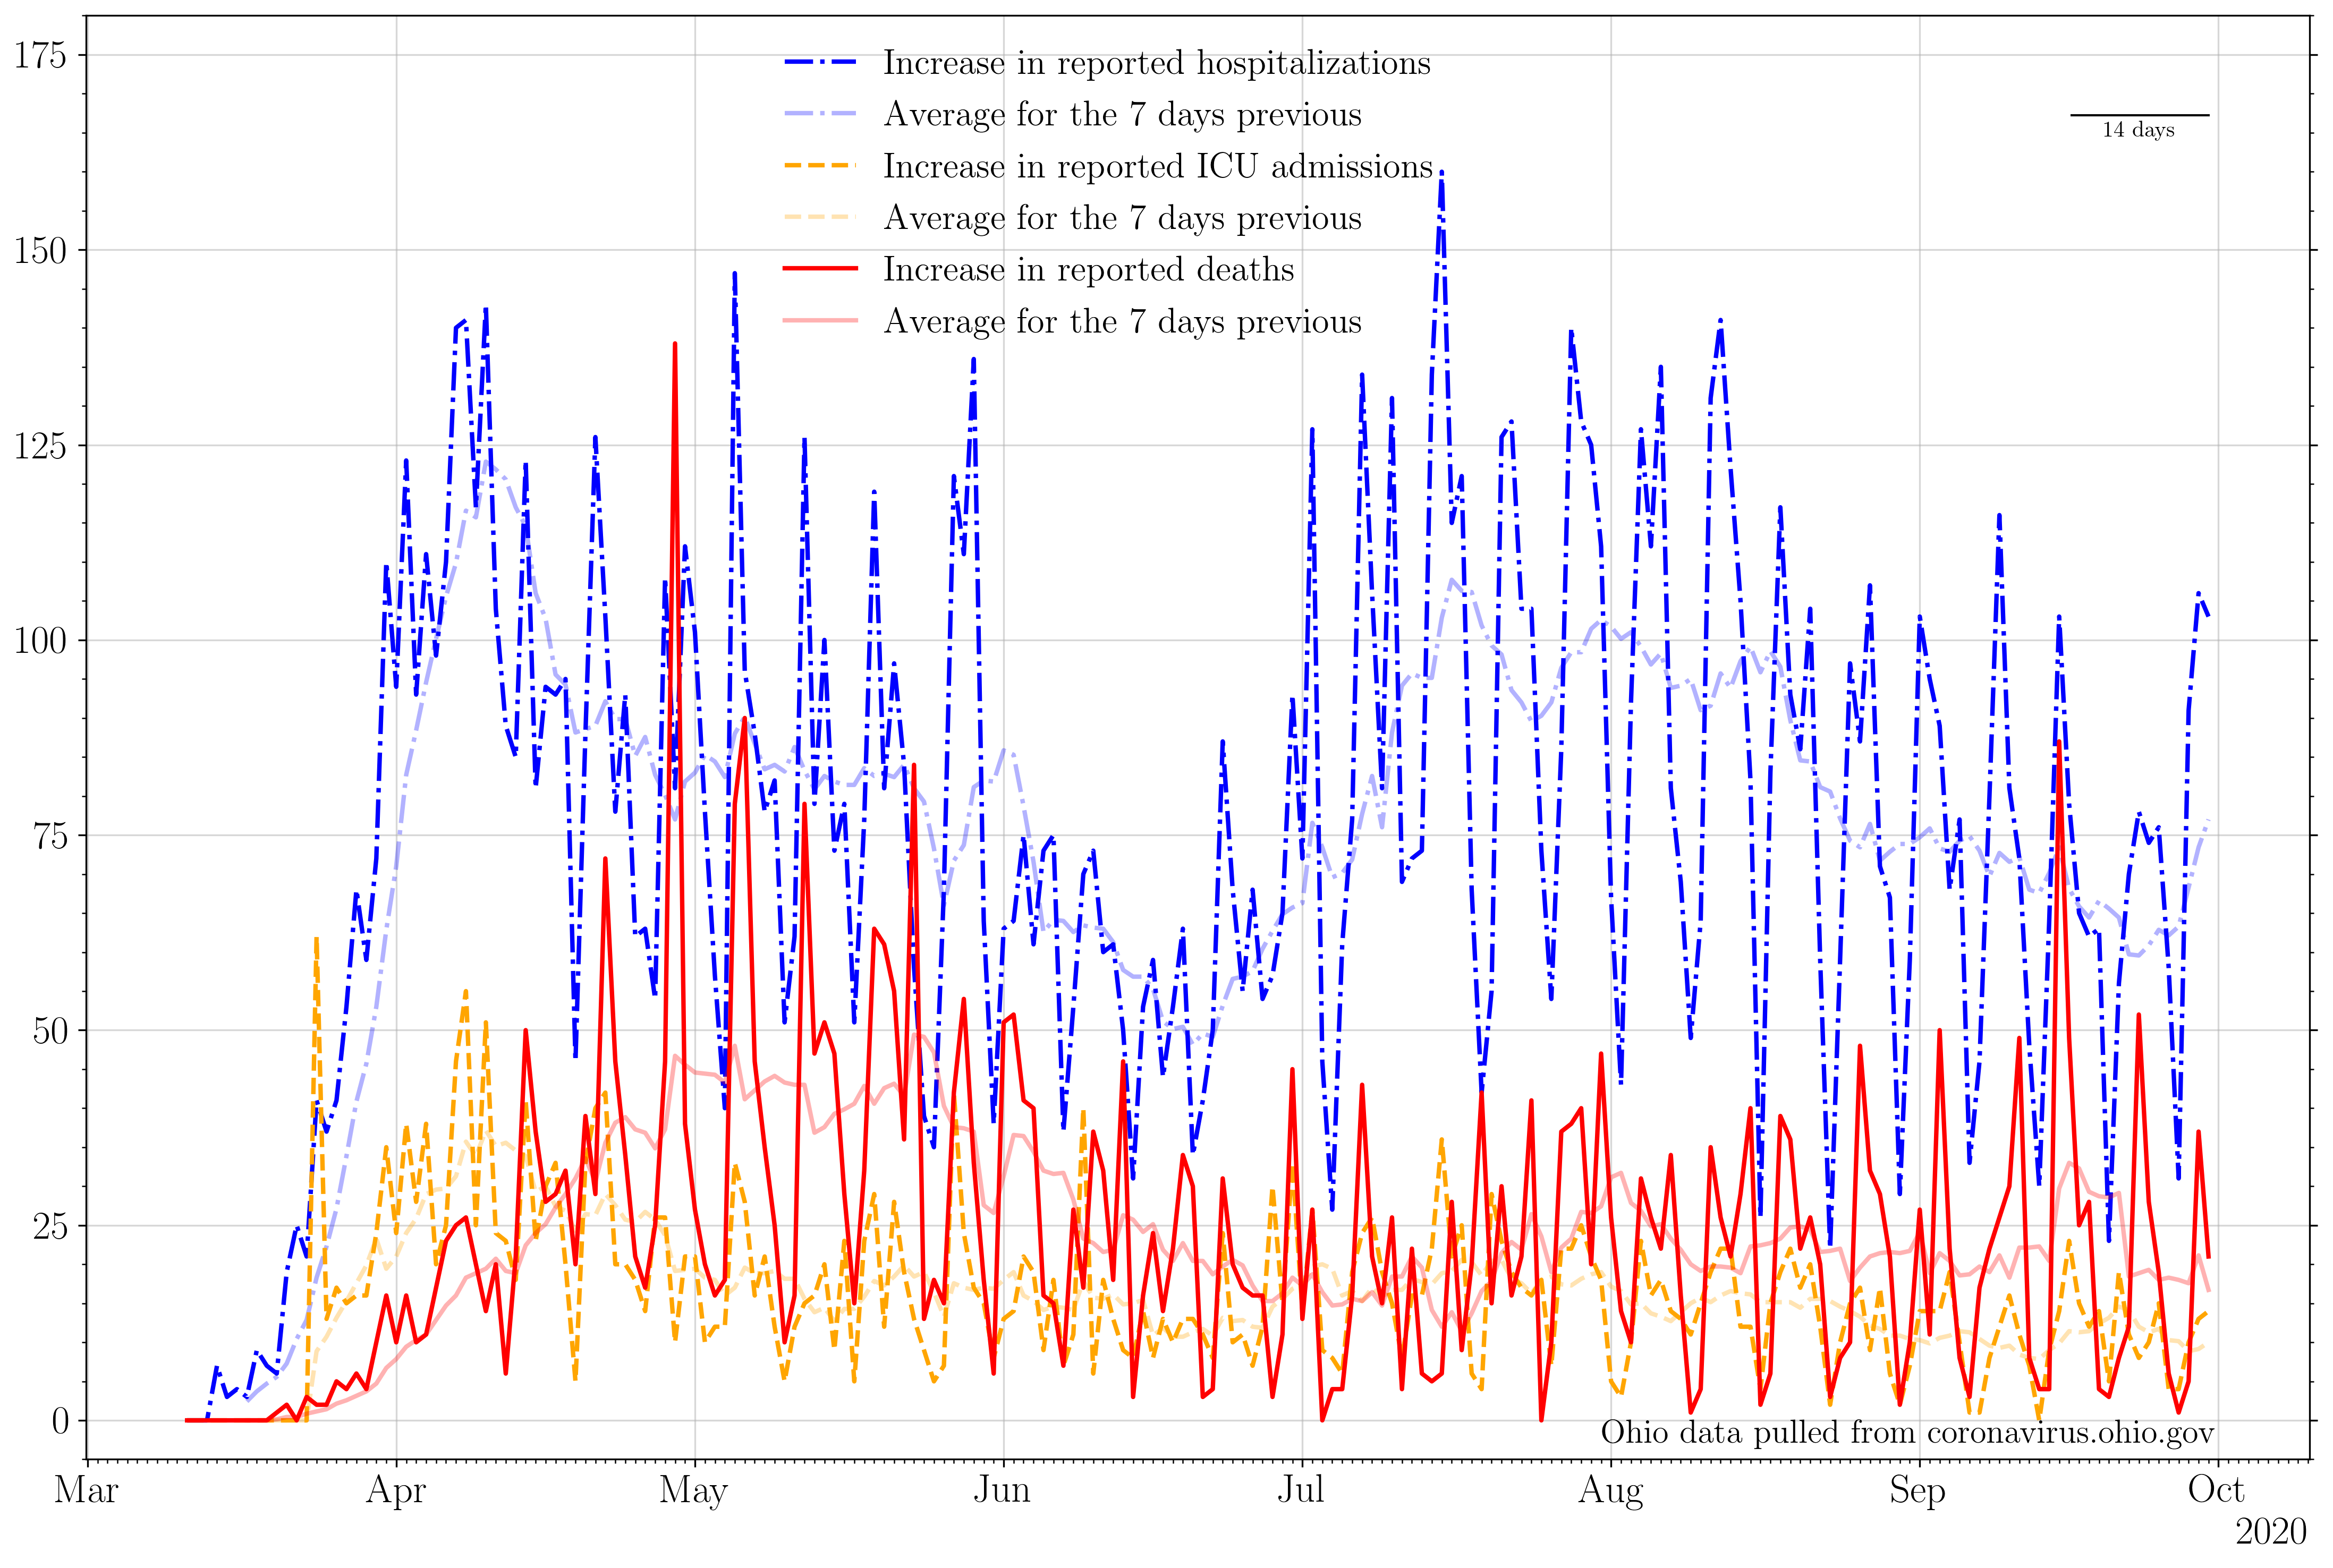 175
150
125
100
75
50
25
0
Increase in reported hospitalizations
Average for the 7 days previous
Increase in reported ICU admissions
Average for the 7 days previous
Increase in reported deaths
Average for the 7 days previous
14 days
Ohio data pulled from coronavirus.ohio.gov
Mar Apr May Jun Jul Aug Sep Oct
2020